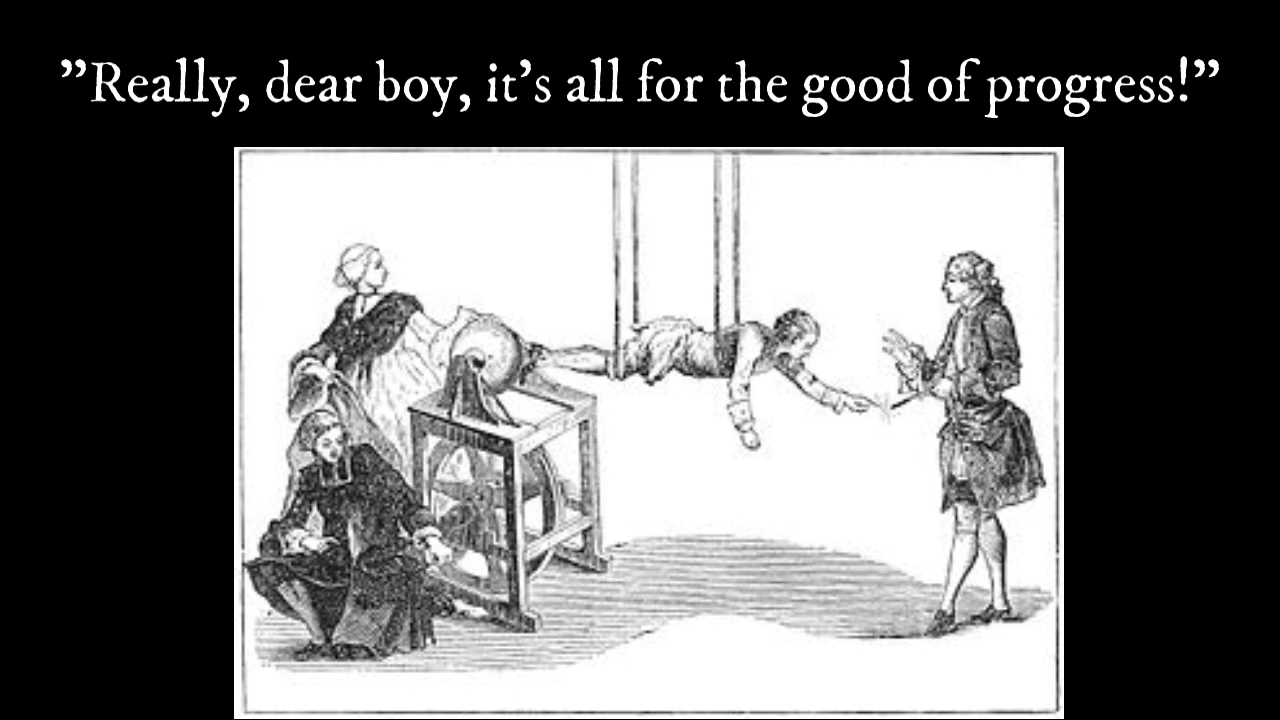 ”Really, dear boy, it’s all for the good of progress!”